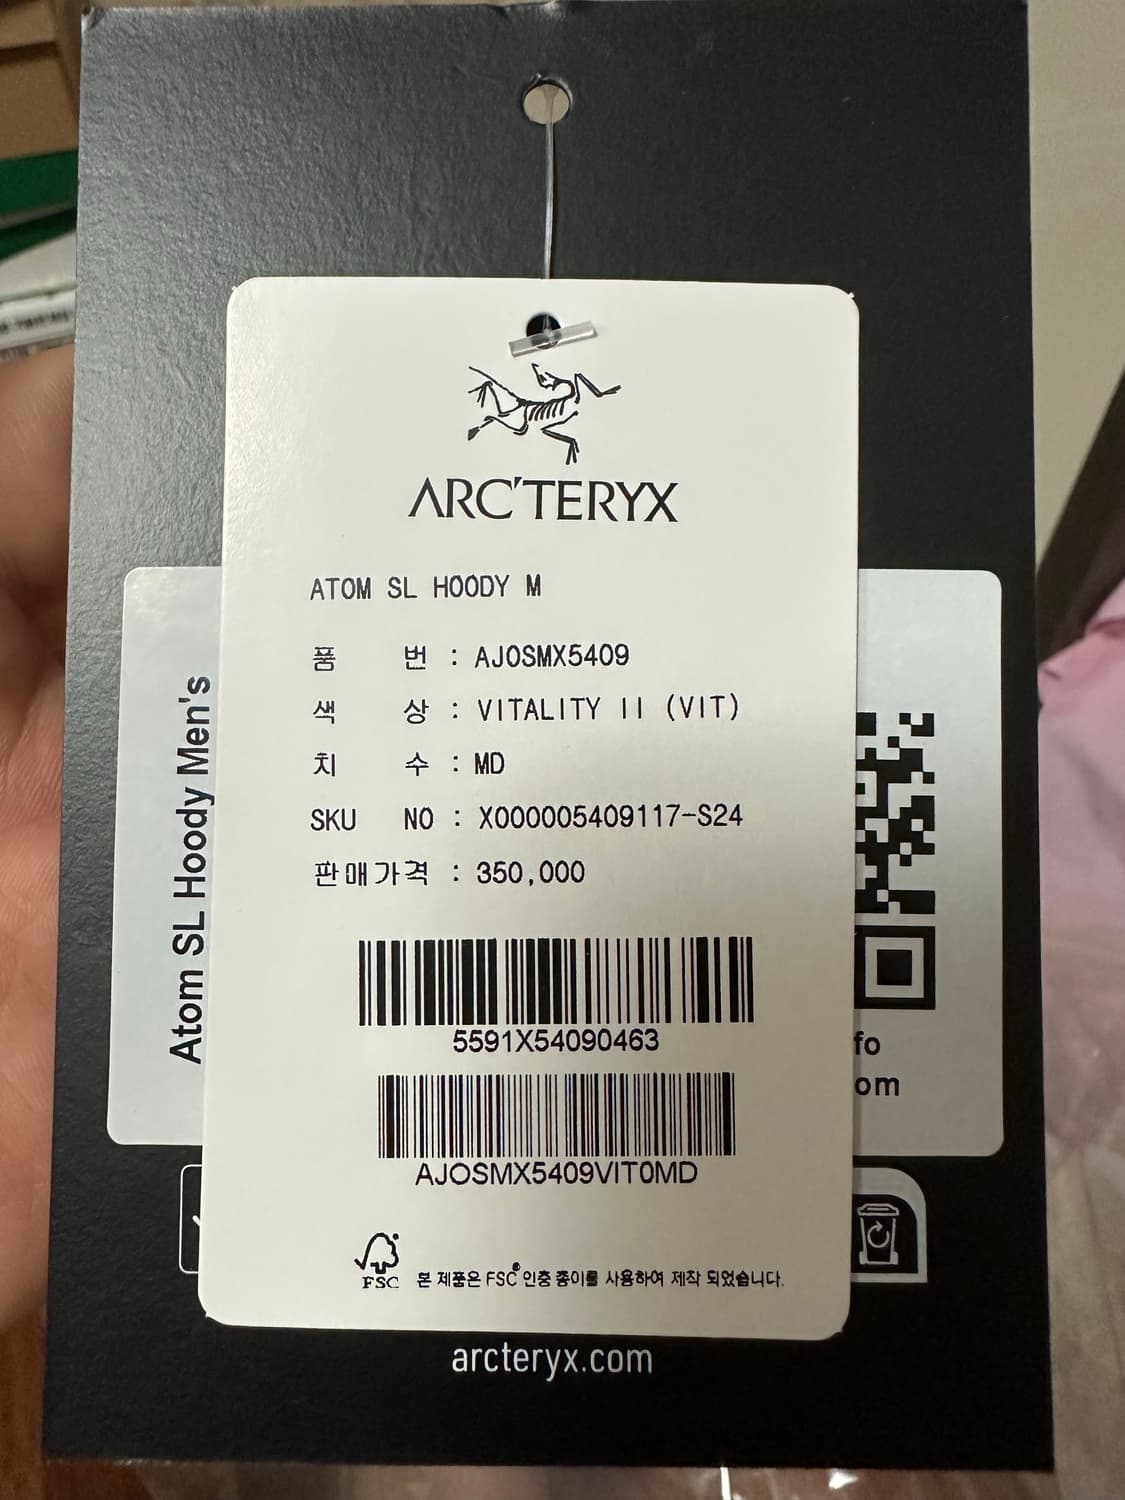 ARC'TERYX
ATOM SL HOODY M
품 번 : AJOSMX5409
색 상 : VITALITY II (VIT)
치 수 : MD
SKU NO : X000005409117-S24
판매가격 : 350,000
5591X54090463
AJOSMX5409VIT0MD
FSC 본 제품은 FSC® 인증 종이를 사용하여 제작 되었습니다.
Atom SL Hoody Men's
fo
om
arcteryx.com